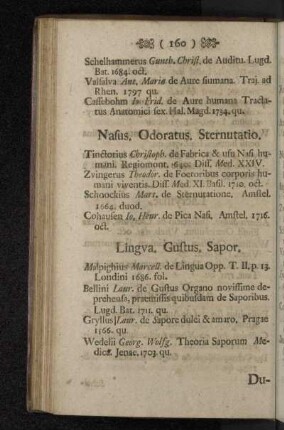 ( 160 )
Schelhammerus Gunth. Christ. de Auditu. Lugd.
Bat. 1684. oct.
Valsalva Ant. Maria de Aure humana. Traj. ad
Rhen. 1797 qu.
Cassebohm Io Frid. de Aure humana Tracta-
tus Anatomici sex. Hal. Magd. 1734. qu.
Nasus, Odoratus, Sternutatio.
Tinctorius Christoph. de Fabrica & usu Nasi hu-
mani. Regiomont. 1640. Diss. Med. XXIV.
Zvingerus Theodor. de Foetoribus corporis hu-
mani viventis. Diss. Med. XI. Basil. 1710. oct.
Schoockius Mart. de Sternutatione. Amstel.
1664. duod.
Cohausen Io. Henr. de Pica Nasi, Amstel. 1716.
oct.
Lingva, Gustus, Sapor.
Malpighius Marcell. de Lingua Opp. T. II. p. 13.
Londini 1686. fol.
Bellini Laur. de Gustus Organo novissime de-
prehenso, praemissis quibusdam de Saporibus.
Lugd. Bat. 1711. qu.
Gryllus Laur. de Sapore dulci & amaro, Pragae
1566. qu.
Wedelii Georg. Wolfg. Theoria Saporum Me-
dica. Jenae. 1703. qu.
Du-